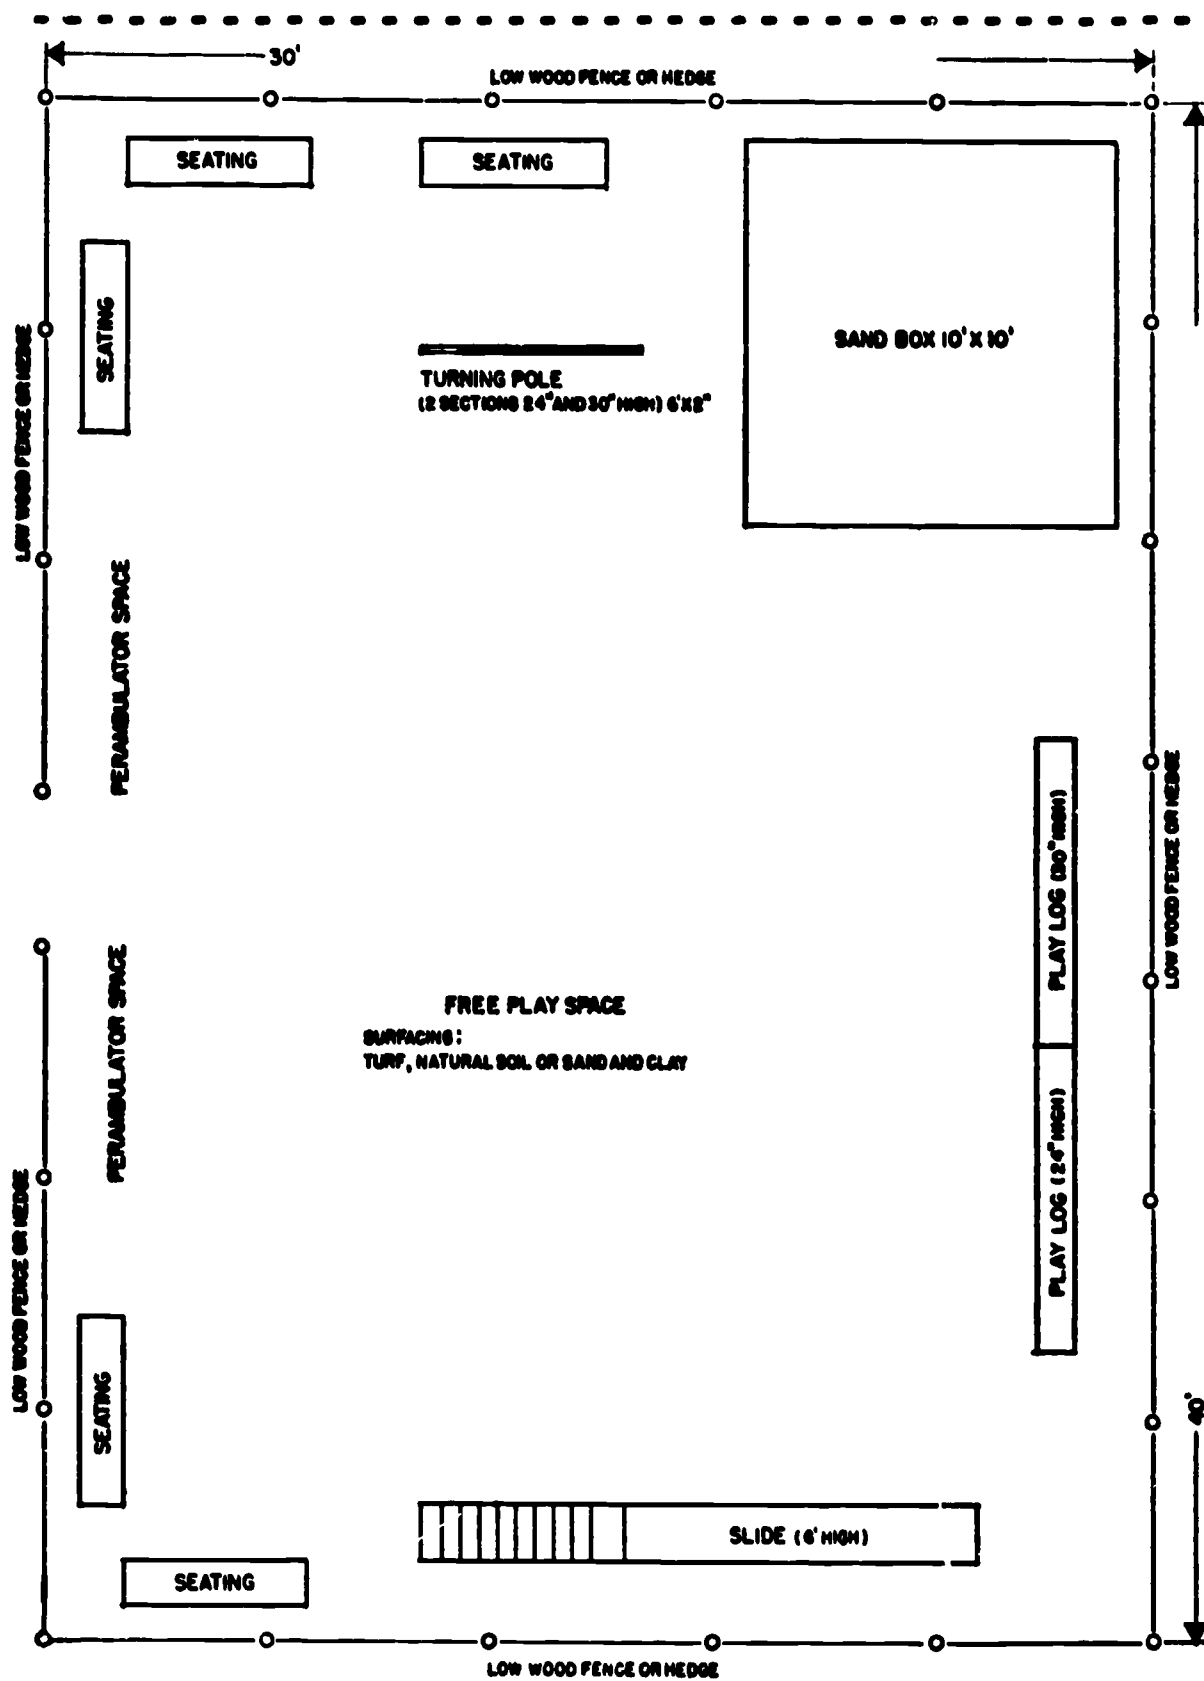 30'
LOW WOOD FENCE OR HEDGE
SEATING
SEATING
SEATING
SAND BOX 10' X 10'
TURNING POLE
(2 SECTIONS 24" AND 30" HIGH) 6'X2"
LOW WOOD FENCE OR HEDGE
PERAMBULATOR SPACE
PLAY LOG (30" HIGH)
LOW WOOD FENCE OR HEDGE
PERAMBULATOR SPACE
FREE PLAY SPACE
SURFACING:
TURF, NATURAL SOIL OR SAND AND CLAY
PLAY LOG (24" HIGH)
LOW WOOD FENCE OR HEDGE
SEATING
40'
SLIDE (6' HIGH)
SEATING
LOW WOOD FENCE OR HEDGE